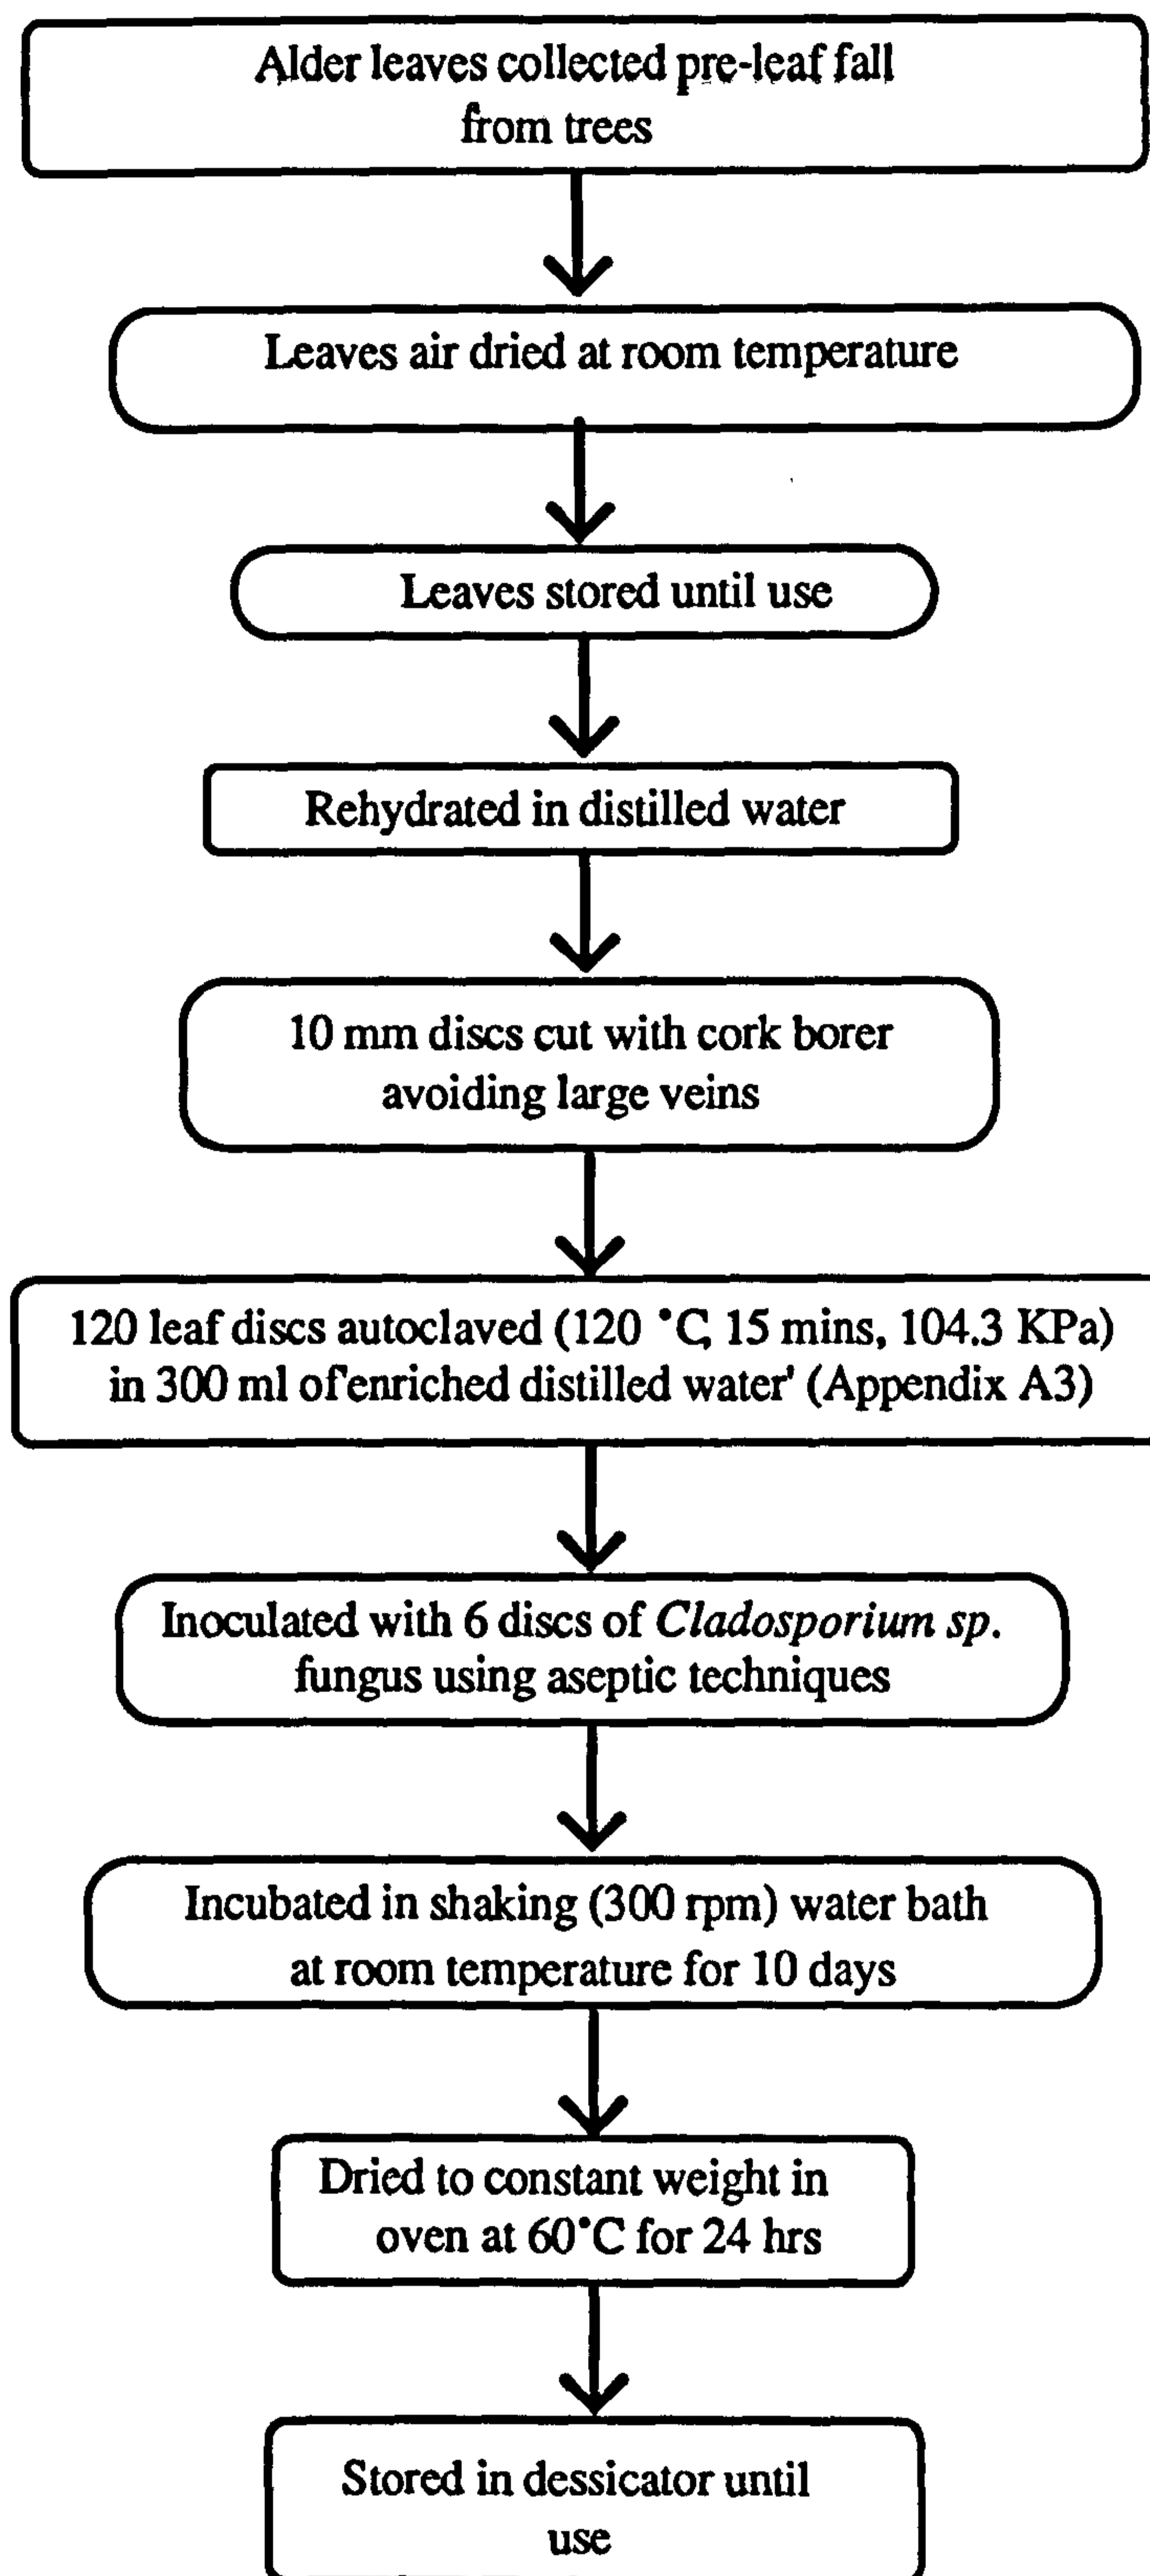 Alder leaves collected pre-leaf fall
from trees
Leaves air dried at room temperature
Leaves stored until use
Rehydrated in distilled water
10 mm discs cut with cork borer
avoiding large veins
120 leaf discs autoclaved (120 °C, 15 mins, 104.3 KPa)
in 300 ml of'enriched distilled water' (Appendix A3)
Inoculated with 6 discs of Cladosporium sp.
fungus using aseptic techniques
Incubated in shaking (300 rpm) water bath
at room temperature for 10 days
Dried to constant weight in
oven at 60°C for 24 hrs
Stored in dessicator until
use